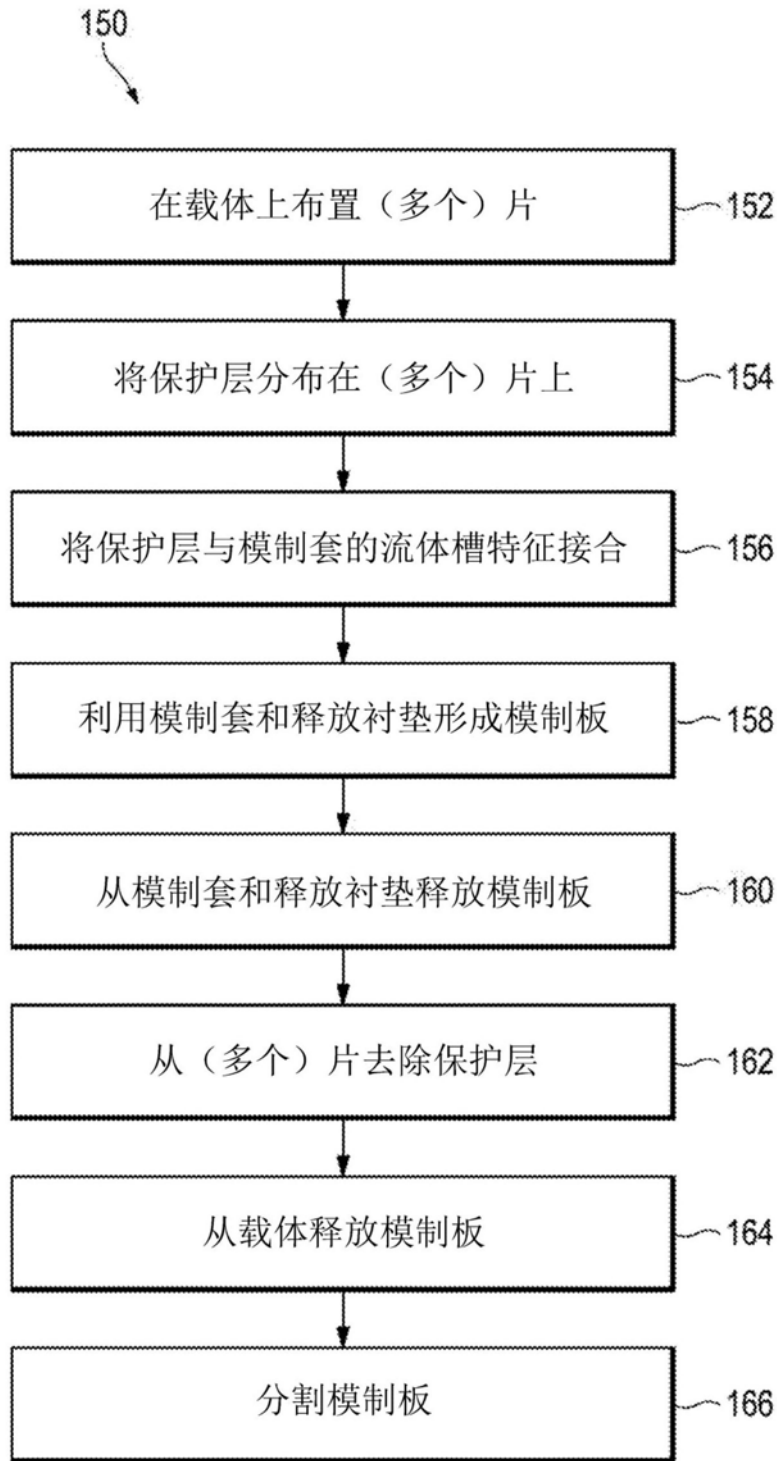 150
在载体上布置（多个）片
152
将保护层分布在（多个）片上
154
将保护层与模制套的流体槽特征接合
156
利用模制套和释放衬垫形成模制板
158
从模制套和释放衬垫释放模制板
160
从（多个）片去除保护层
162
从载体释放模制板
164
分割模制板
166